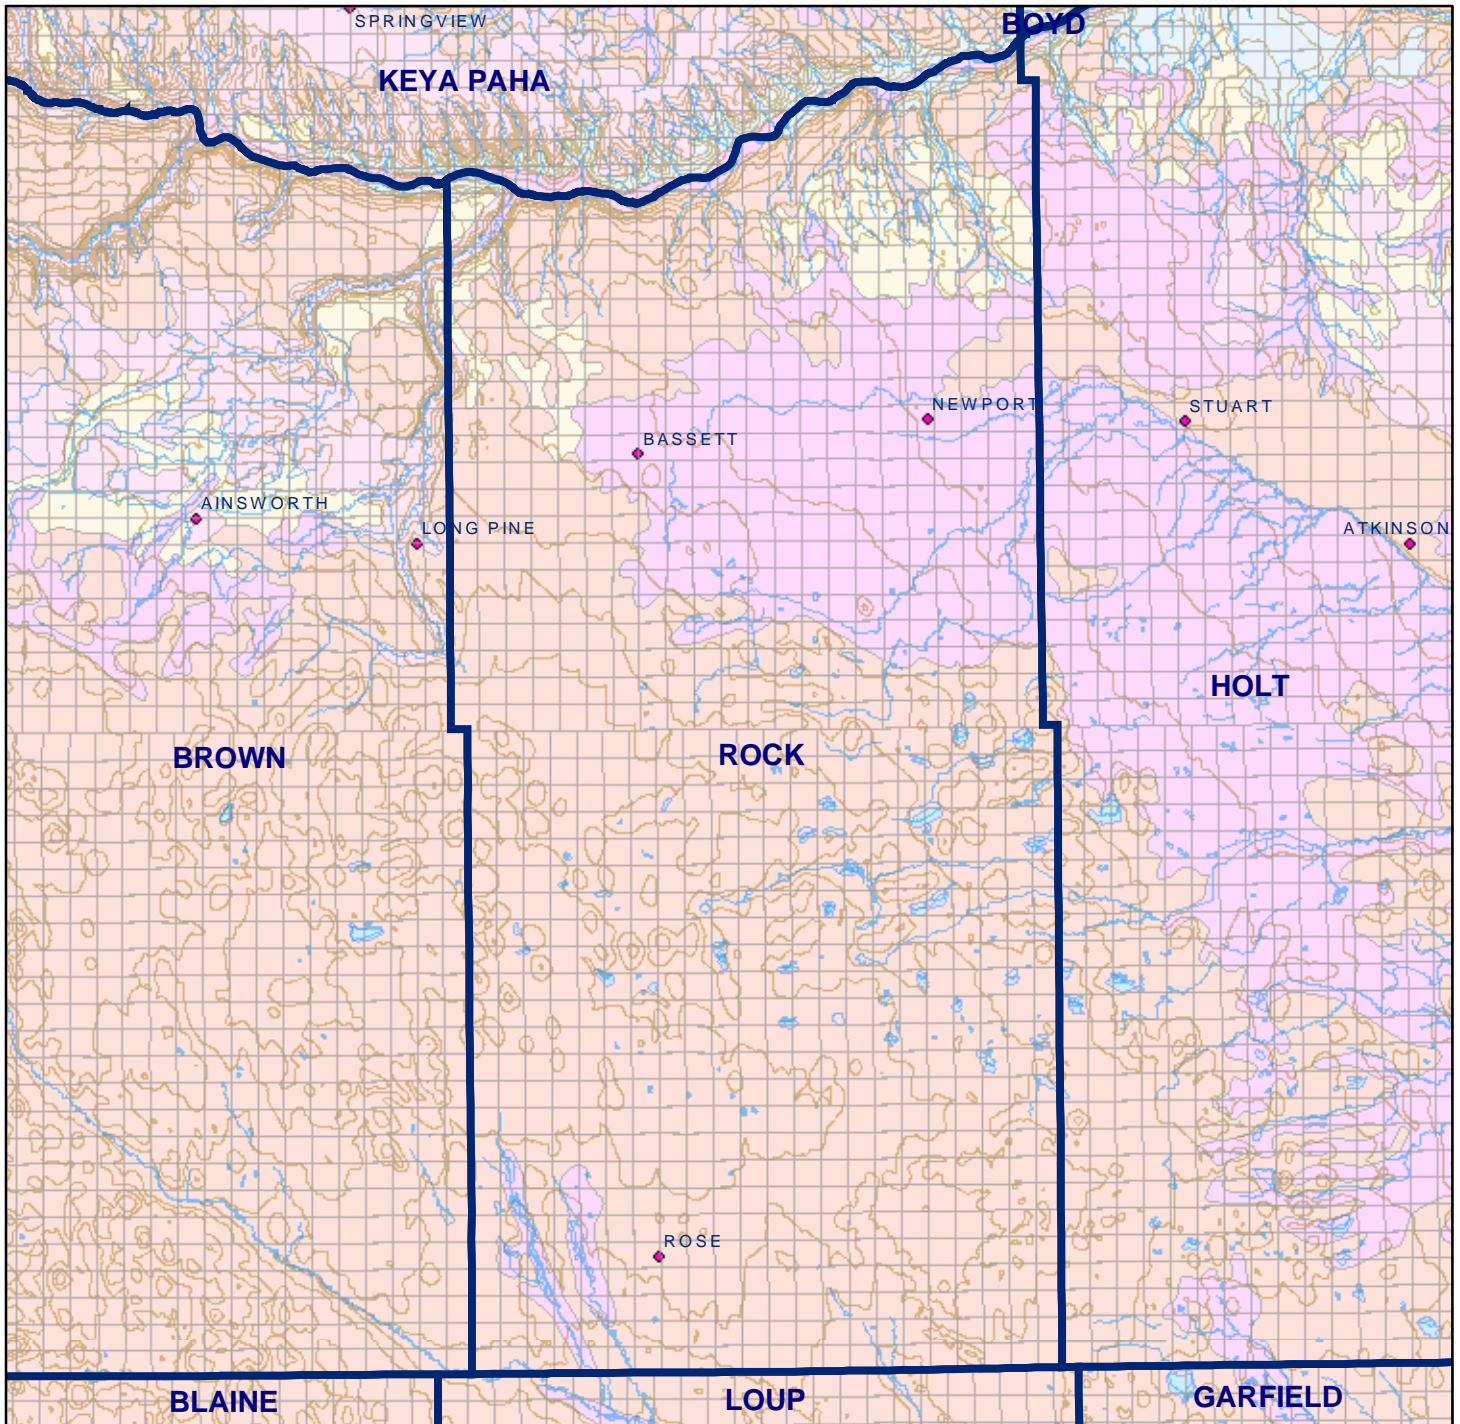 SPRINGVIEW
BOYD
KEYA PAHA
NEWPORT
STUART
BASSETT
AINSWORTH
LONG PINE
ATKINSON
HOLT
BROWN
ROCK
ROSE
BLAINE
LOUP
GARFIELD